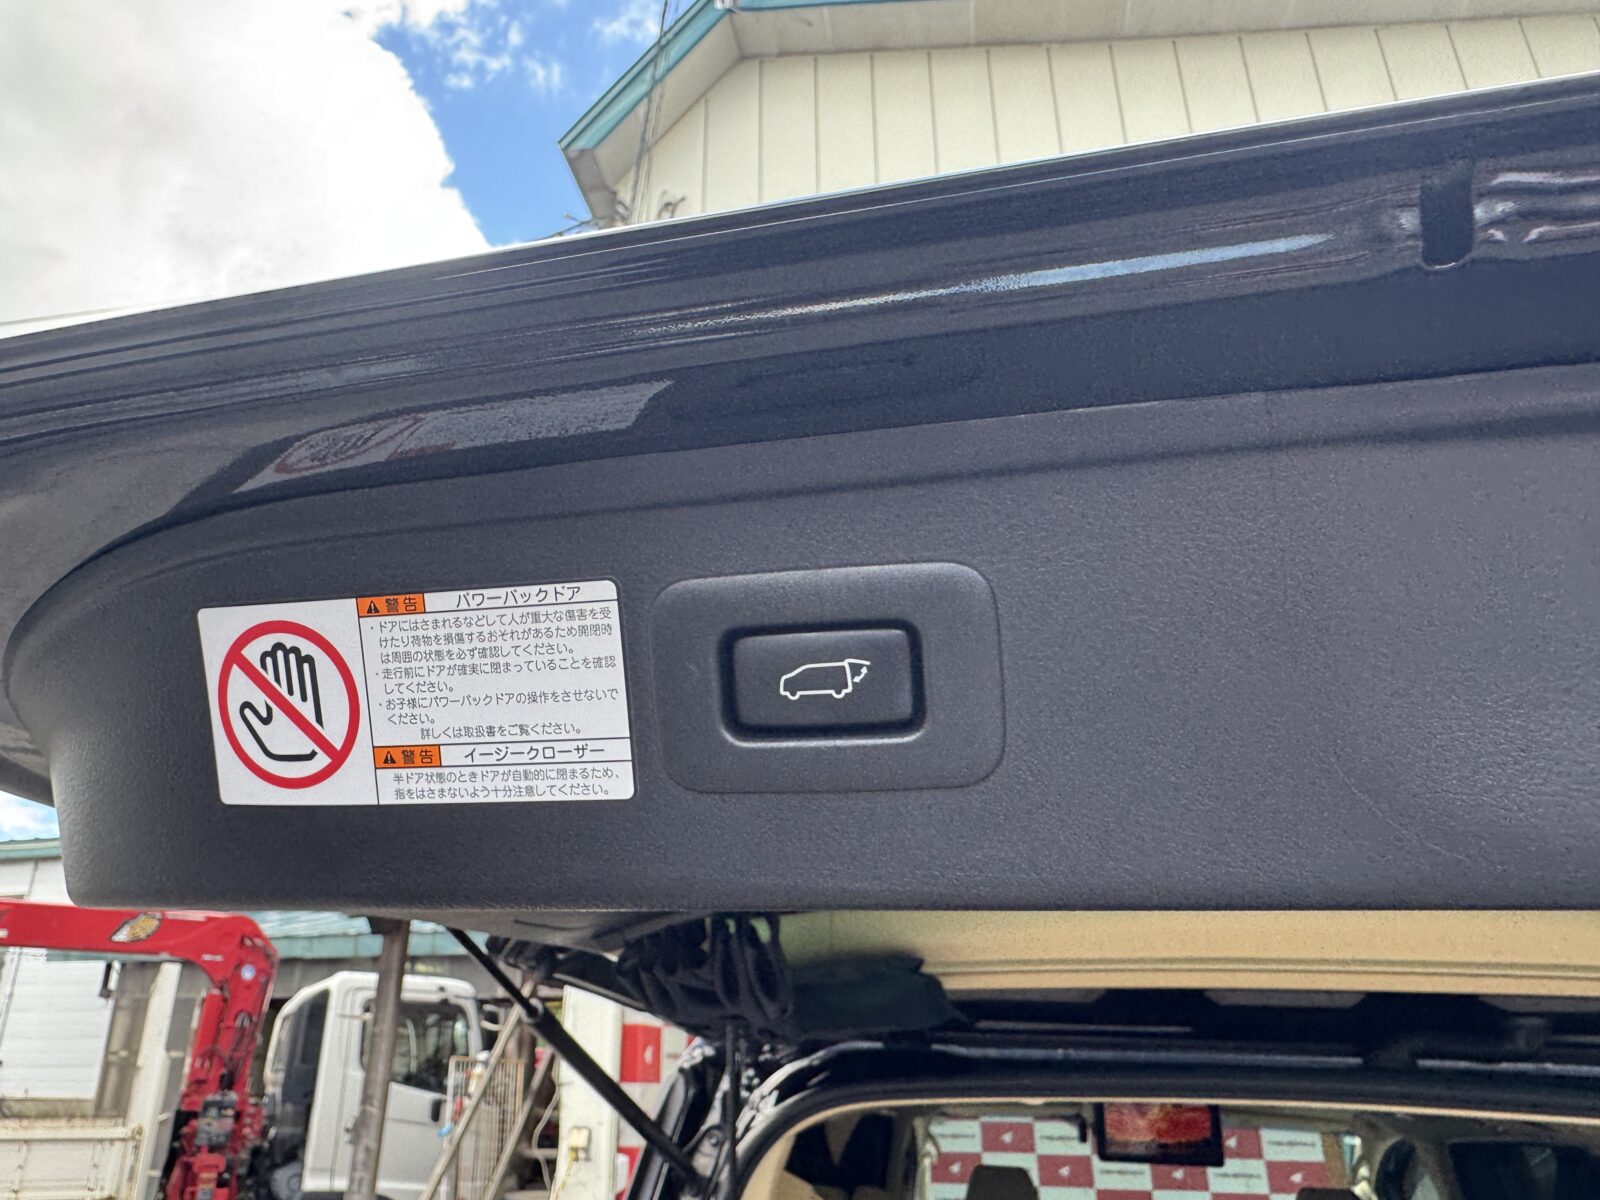 警告 パワーバックドア
・ドアにはさまれるなどして人が重大な傷害を受
けたり荷物を損傷するおそれがあるため開閉時
は周囲の状態を必ず確認してください。
・走行前にドアが確実に閉まっていることを確認
してください。
・お子様にパワーバックドアの操作をさせないで
ください。
詳しくは取扱書をご覧ください。
警告 イージークローザー
半ドア状態のときドアが自動的に閉まるため、
指をはさまないよう十分注意してください。